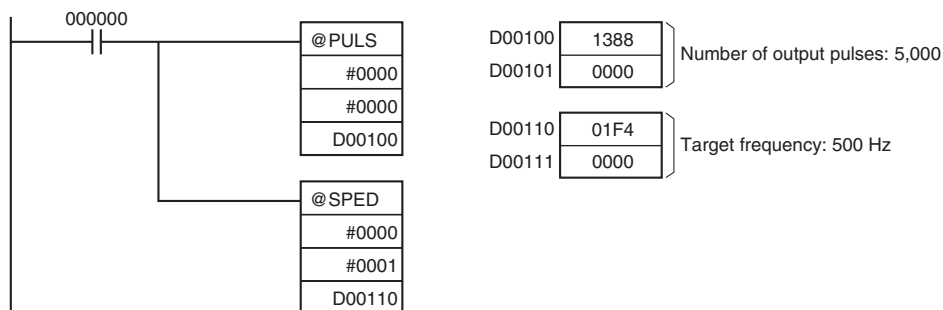 000000
@PULS
#0000
#0000
D00100
@SPED
#0000
#0001
D00110
D00100 1388
D00101 0000
Number of output pulses: 5,000
D00110 01F4
D00111 0000
Target frequency: 500 Hz